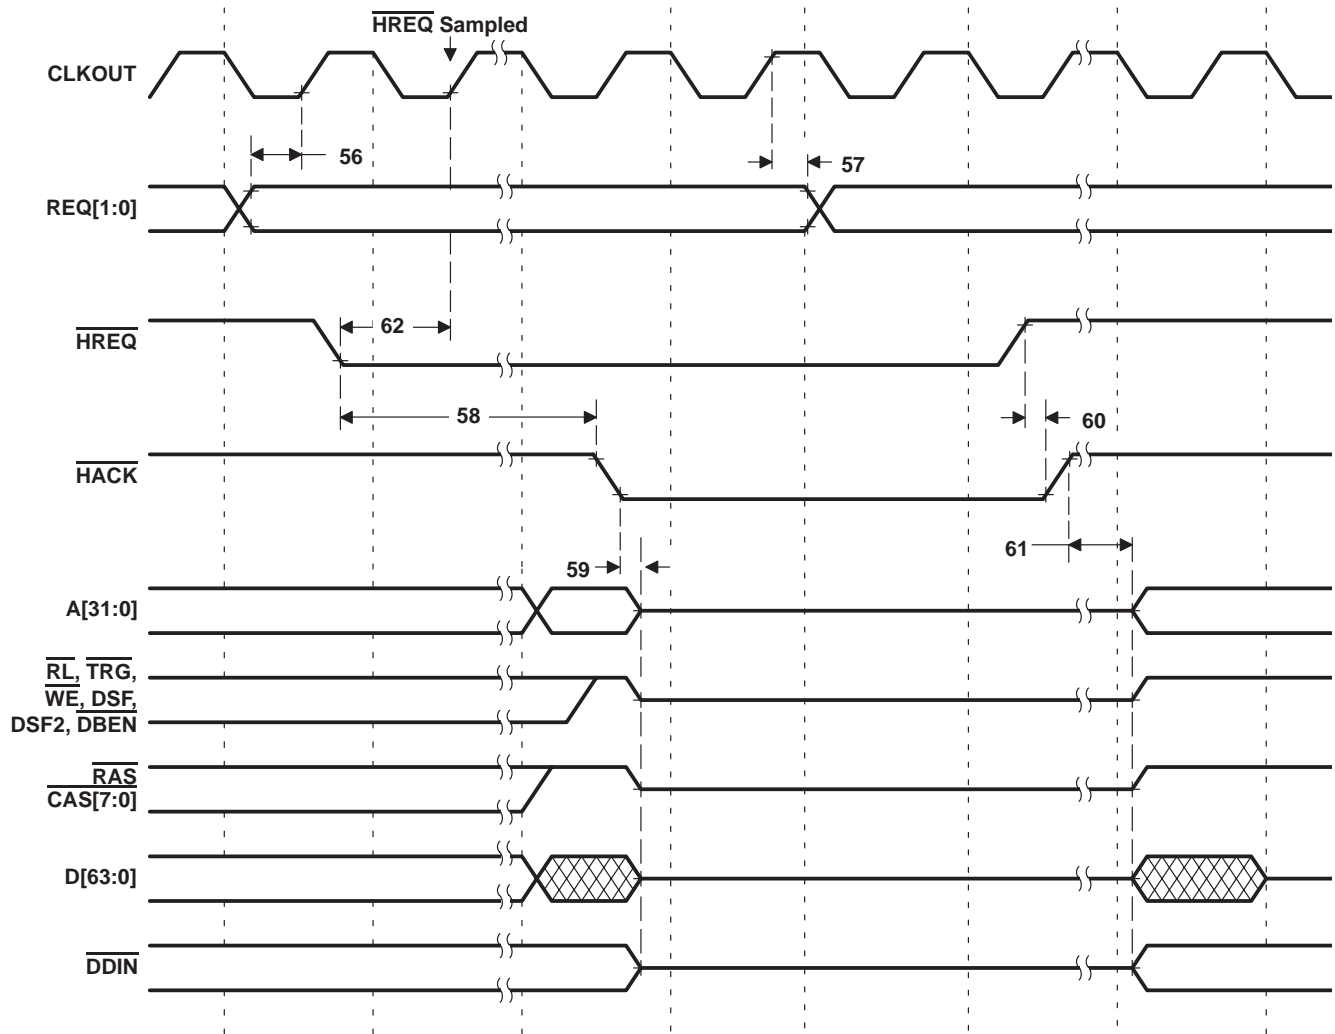 HREQ Sampled
CLKOUT
56
57
REQ[1:0]
62
HREQ
58
60
HACK
61
59
A[31:0]
RL, TRG,
WE, DSF,
DSF2, DBEN
RAS
CAS[7:0]
D[63:0]
DDIN